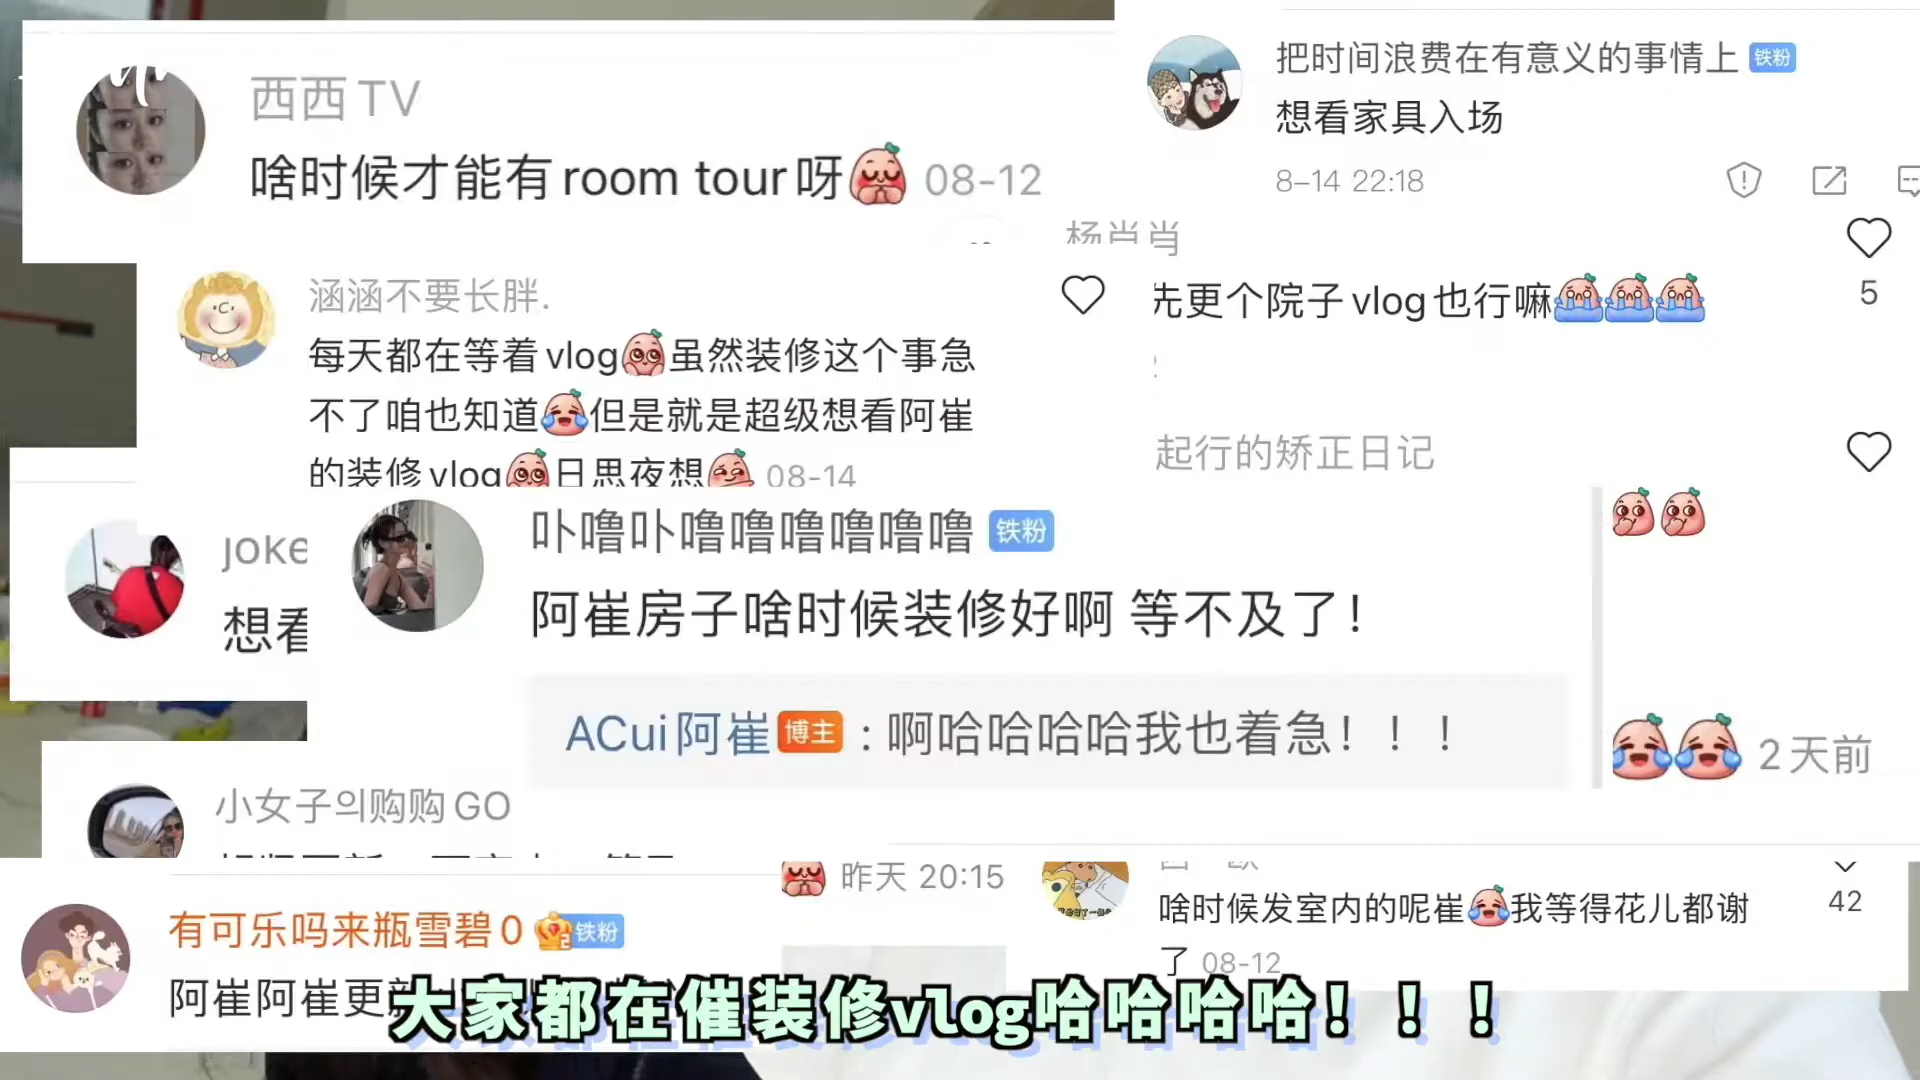 西西TV
啥时候才能有room tour呀 08-12
把时间浪费在有意义的事情上 铁粉
想看家具入场
8-14 22:18
杨肖肖
先更个院子vlog也行嘛
5
涵涵不要长胖.
每天都在等着vlog虽然装修这个事急
不了咱也知道但是就是超级想看阿崔
的装修vlog日思夜想 08-14
起行的矫正日记
joke
想看
卟噜卟噜噜噜噜噜噜 铁粉
阿崔房子啥时候装修好啊 等不及了！
ACui阿崔 博主：啊哈哈哈哈我也着急！！！
2天前
小女子의购购GO
昨天 20:15
有可乐吗来瓶雪碧0 铁粉
阿崔阿崔更新
啥时候发室内的呢崔我等得花儿都谢
了 08-12
42
大家都在催装修vlog哈哈哈哈！！！